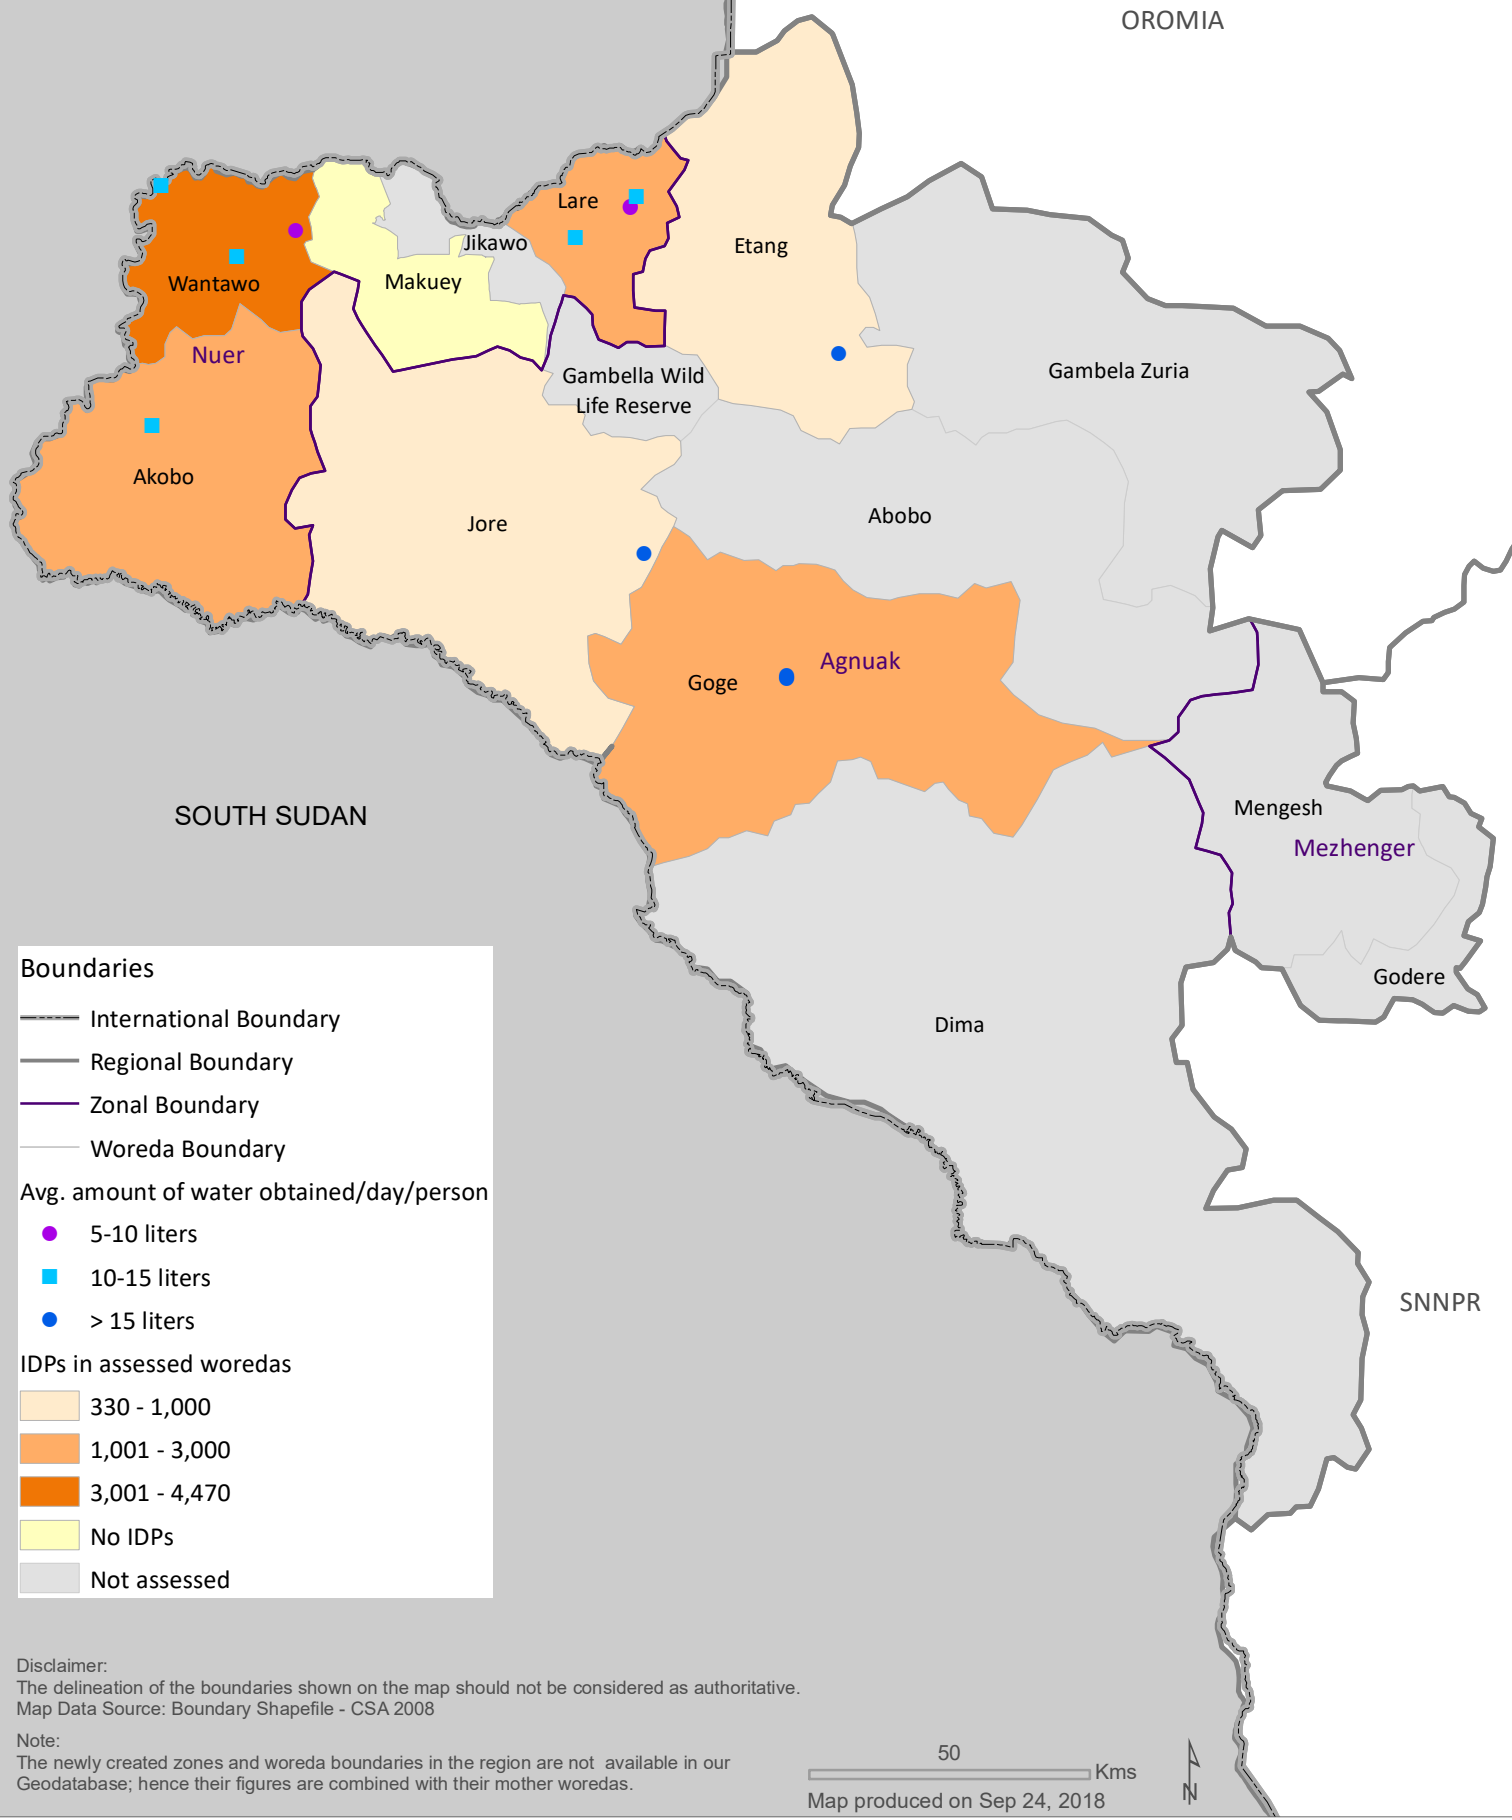 OROMIA
Lare
Etang
Jikawo
Wantawo
Makuey
Nuer
Gambella Wild
Life Reserve
Gambela Zuria
Akobo
Jore
Abobo
Agnuak
Goge
SOUTH SUDAN
Mengesh
Mezhenger
Godere
Dima
SNNPR
Boundaries
International Boundary
Regional Boundary
Zonal Boundary
Woreda Boundary
Avg. amount of water obtained/day/person
5-10 liters
10-15 liters
> 15 liters
IDPs in assessed woredas
330 - 1,000
1,001 - 3,000
3,001 - 4,470
No IDPs
Not assessed
Disclaimer:
The delineation of the boundaries shown on the map should not be considered as authoritative.
Map Data Source: Boundary Shapefile - CSA 2008
Note:
The newly created zones and woreda boundaries in the region are not available in our
Geodatabase; hence their figures are combined with their mother woredas.
50
Kms
Map produced on Sep 24, 2018
N